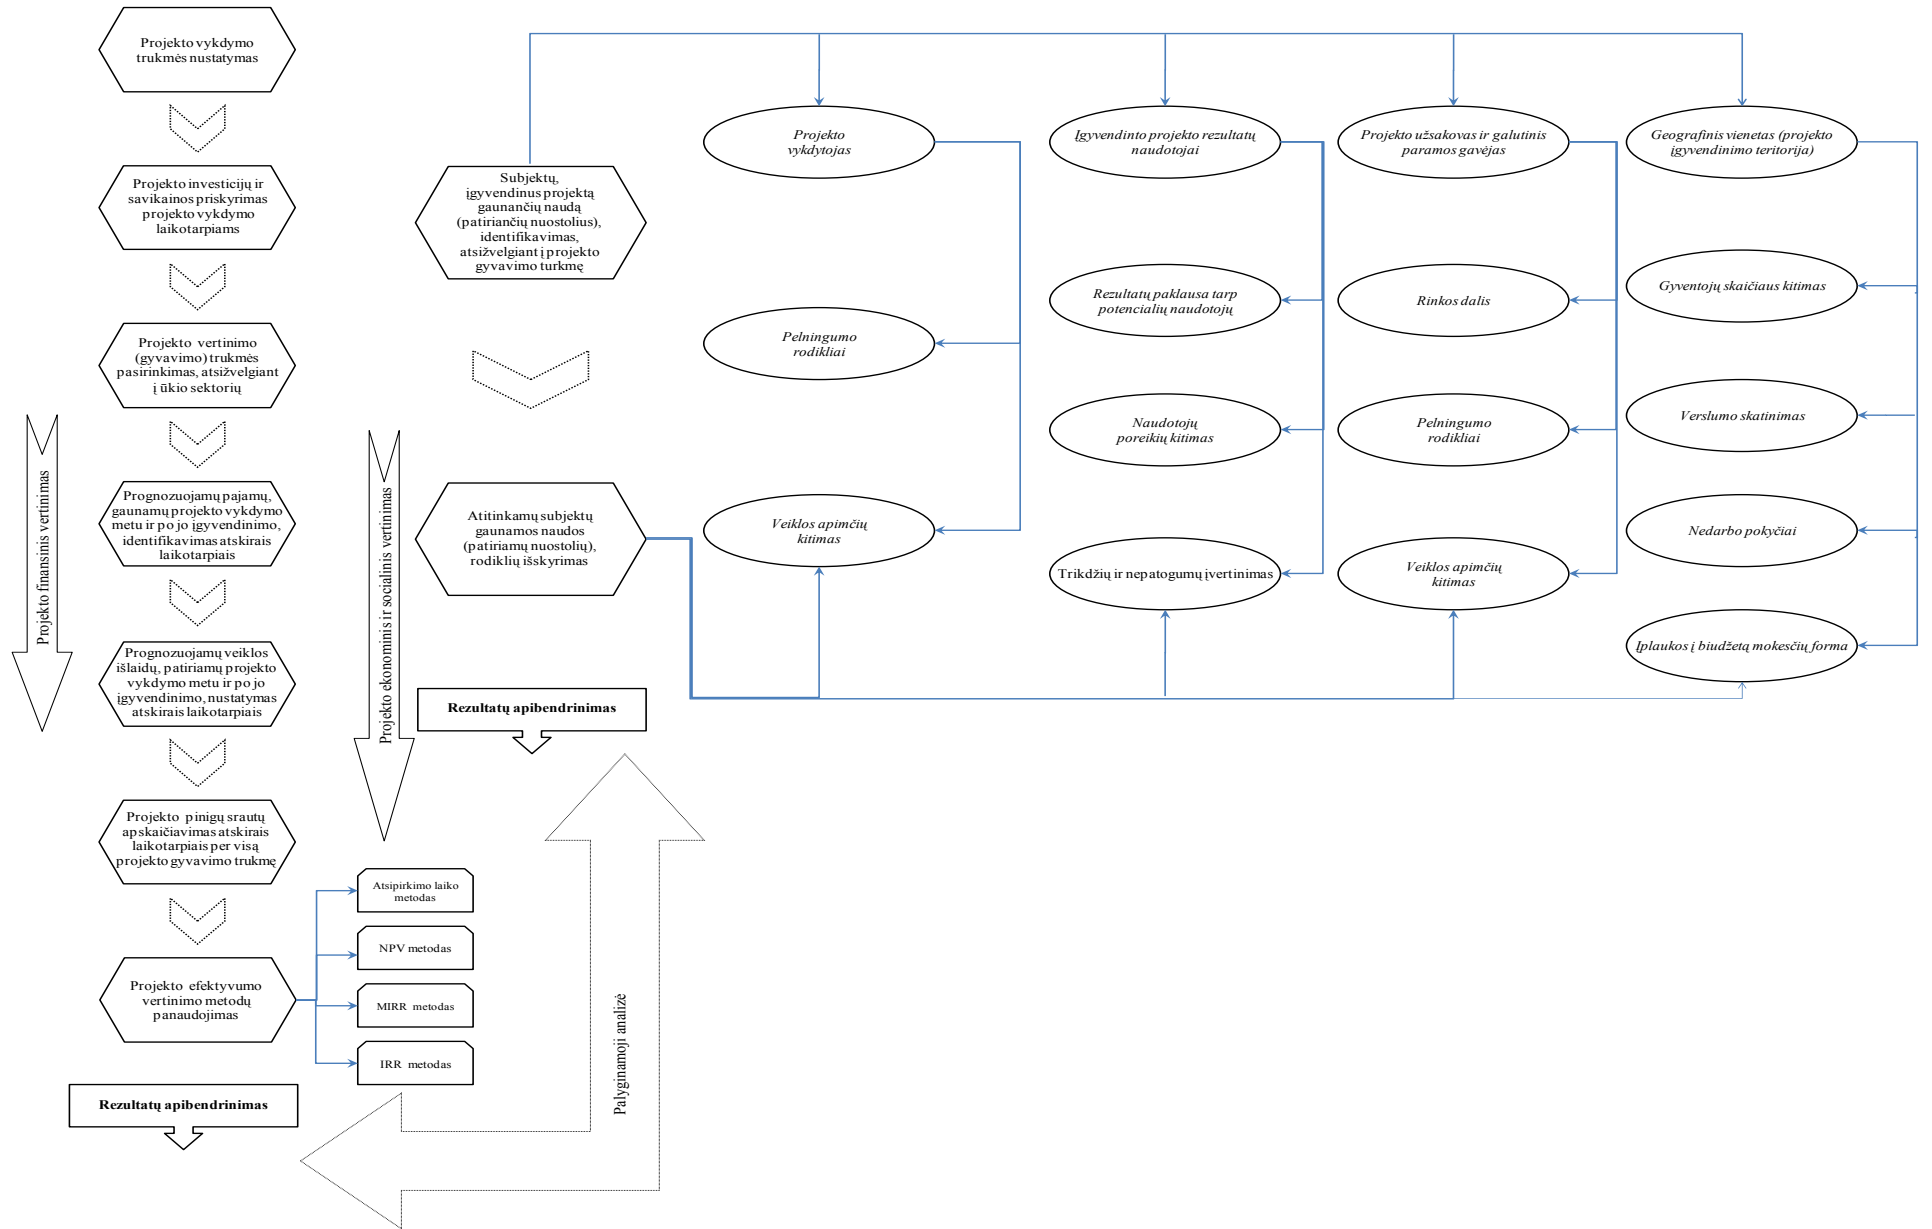 Projekto vykdymo
trukmės nustatymas
Projekto investicijų ir
savikainos priskyrimas
projekto vykdymo
laikotarpiams
Projekto vertinimo
(gyvavimo) trukmės
pasirinkimas, atsižvelgiant
į ūkio sektorių
Prognozuojamų pajamų,
gaunamų projekto vykdymo
metu ir po jo įgyvendinimo,
identifikavimas atskirais
laikotarpiais
Prognozuojamų veiklos
išlaidų, patiriamų projekto
vykdymo metu ir po jo
įgyvendinimo, nustatymas
atskirais laikotarpiais
Projekto pinigų srautų
apskaičiavimas atskirais
laikotarpiais per visą
projekto gyvavimo trukmę
Projekto efektyvumo
vertinimo metodų
panaudojimas
Rezultatų apibendrinimas
Projekto finansinis vertinimas
Atsipirkimo laiko
metodas
NPV metodas
MIRR metodas
IRR metodas
Projekto ekonominis ir socialinis vertinimas
Subjektų,
įgyvendinus projektą
gaunančių naudą
(patiriančių nuostolius),
identifikavimas,
atsižvelgiant į projekto
gyvavimo turkmę
Atitinkamų subjektų
gaunamos naudos
(patiriamų nuostolių),
rodiklių išskyrimas
Rezultatų apibendrinimas
Palyginamoji analizė
Projekto
vykdytojas
Pelningumo
rodikliai
Veiklos apimčių
kitimas
Įgyvendinto projekto rezultatų
naudotojai
Rezultatų paklausa tarp
potencialių naudotojų
Naudotojų
poreikių kitimas
Trikdžių ir nepatogumų įvertinimas
Projekto užsakovas ir galutinis
paramos gavėjas
Rinkos dalis
Pelningumo
rodikliai
Veiklos apimčių
kitimas
Geografinis vienetas (projekto
įgyvendinimo teritorija)
Gyventojų skaičiaus kitimas
Verslumo skatinimas
Nedarbo pokyčiai
Įplaukos į biudžetą mokesčių forma